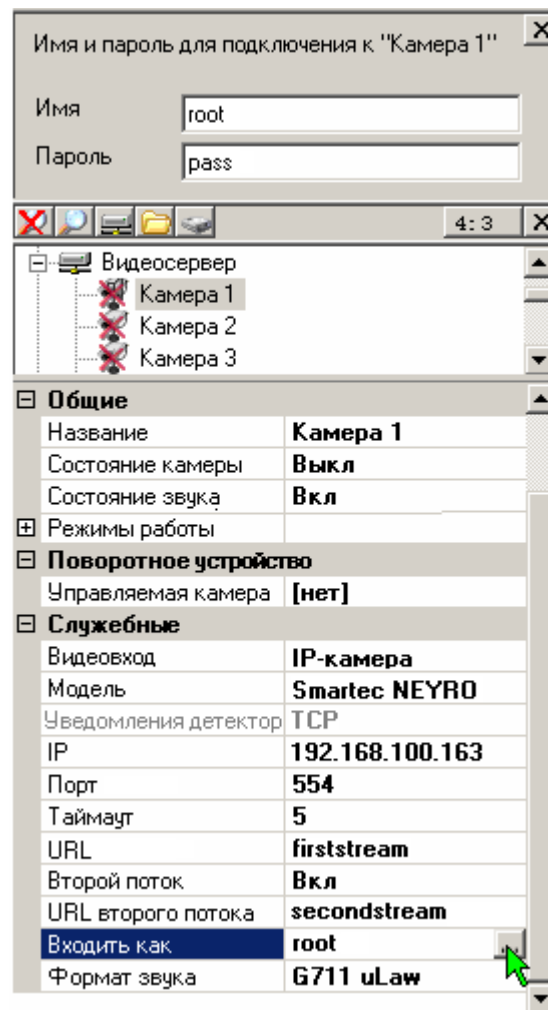 Имя и пароль для подключения к "Камера 1"
Имя root
Пароль pass
4:3
Видеосервер
Камера 1
Камера 2
Камера 3
Общие
Название Камера 1
Состояние камеры Выкл
Состояние звука Вкл
Режимы работы
Поворотное устройство
Управляемая камера [нет]
Служебные
Видеовход IP-камера
Модель Smartec NEYRO
Уведомления детектор TCP
IP 192.168.100.163
Порт 554
Таймаут 5
URL firststream
Второй поток Вкл
URL второго потока secondstream
Входить как root ...
Формат звука G711 uLaw